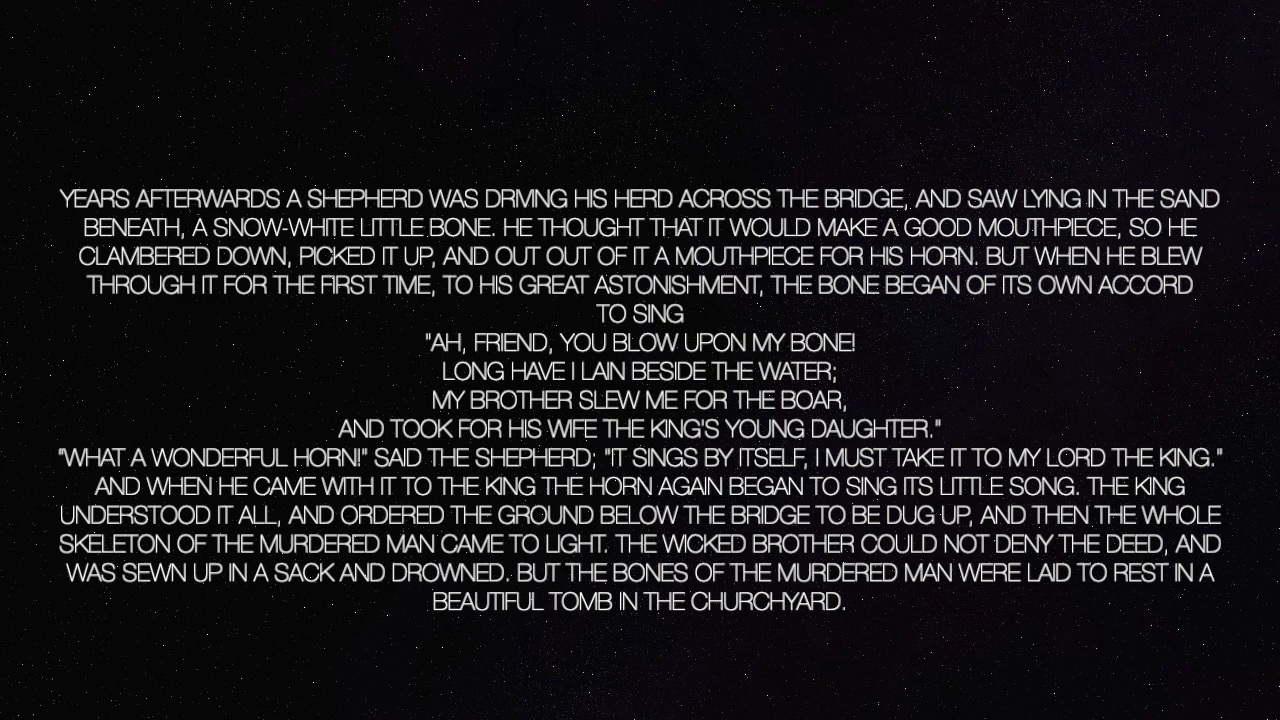 YEARS AFTERWARDS A SHEPHERD WAS DRIVING HIS HERD ACROSS THE BRIDGE, AND SAW LYING IN THE SAND
BENEATH, A SNOW-WHITE LITTLE BONE. HE THOUGHT THAT IT WOULD MAKE A GOOD MOUTHPIECE, SO HE
CLAMBERED DOWN, PICKED IT UP, AND OUT OUT OF IT A MOUTHPIECE FOR HIS HORN. BUT WHEN HE BLEW
THROUGH IT FOR THE FIRST TIME, TO HIS GREAT ASTONISHMENT, THE BONE BEGAN OF ITS OWN ACCORD
TO SING
"AH, FRIEND, YOU BLOW UPON MY BONE!
LONG HAVE I LAIN BESIDE THE WATER;
MY BROTHER SLEW ME FOR THE BOAR,
AND TOOK FOR HIS WIFE THE KING'S YOUNG DAUGHTER."
"WHAT A WONDERFUL HORN!" SAID THE SHEPHERD; "IT SINGS BY ITSELF, I MUST TAKE IT TO MY LORD THE KING."
AND WHEN HE CAME WITH IT TO THE KING THE HORN AGAIN BEGAN TO SING ITS LITTLE SONG. THE KING
UNDERSTOOD IT ALL, AND ORDERED THE GROUND BELOW THE BRIDGE TO BE DUG UP, AND THEN THE WHOLE
SKELETON OF THE MURDERED MAN CAME TO LIGHT. THE WICKED BROTHER COULD NOT DENY THE DEED, AND
WAS SEWN UP IN A SACK AND DROWNED. BUT THE BONES OF THE MURDERED MAN WERE LAID TO REST IN A
BEAUTIFUL TOMB IN THE CHURCHYARD.